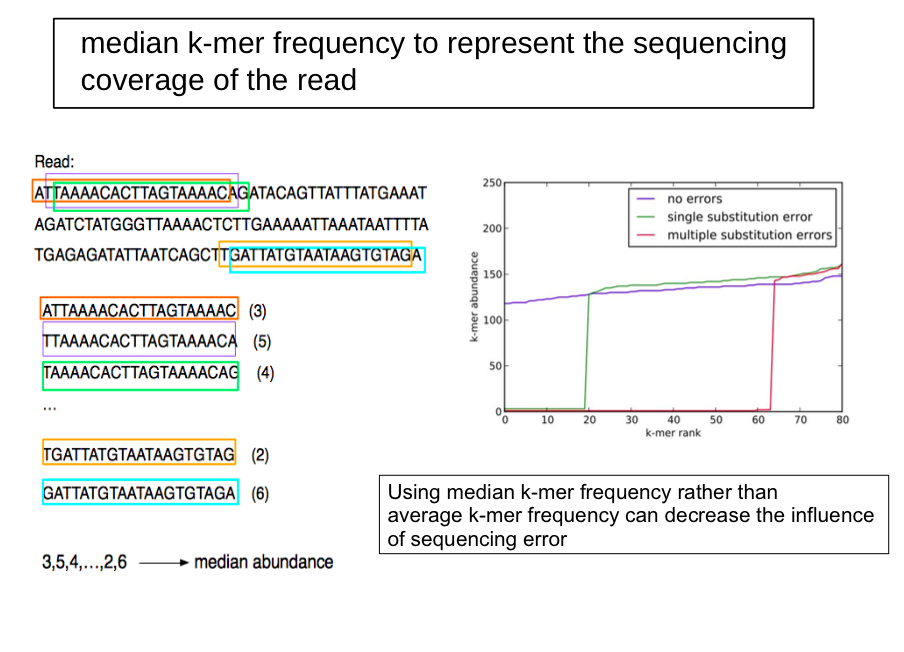 median k-mer frequency to represent the sequencing
coverage of the read
Read:
ATTAAAACACTTAGTAAAACAGATACAGTTATTTATGAAAT
AGATCTATGGGTTAAAACTCTTGAAAAATTAAATAATTTTA
TGAGAGATATTAATCAGCTTGATTATGTAATAAGTGTAGA
ATTAAAACACTTAGTAAAAC (3)
TTAAAACACTTAGTAAAACA (5)
TAAAACACTTAGTAAAACAG (4)
...
TGATTATGTAATAAGTGTAG (2)
GATTATGTAATAAGTGTAGA (6)
3,5,4,...,2,6 median abundance
250
200
150
100
50
0
k-mer abundance
no errors
single substitution error
multiple substitution errors
0 10 20 30 40 50 60 70 80
k-mer rank
Using median k-mer frequency rather than
average k-mer frequency can decrease the influence
of sequencing error